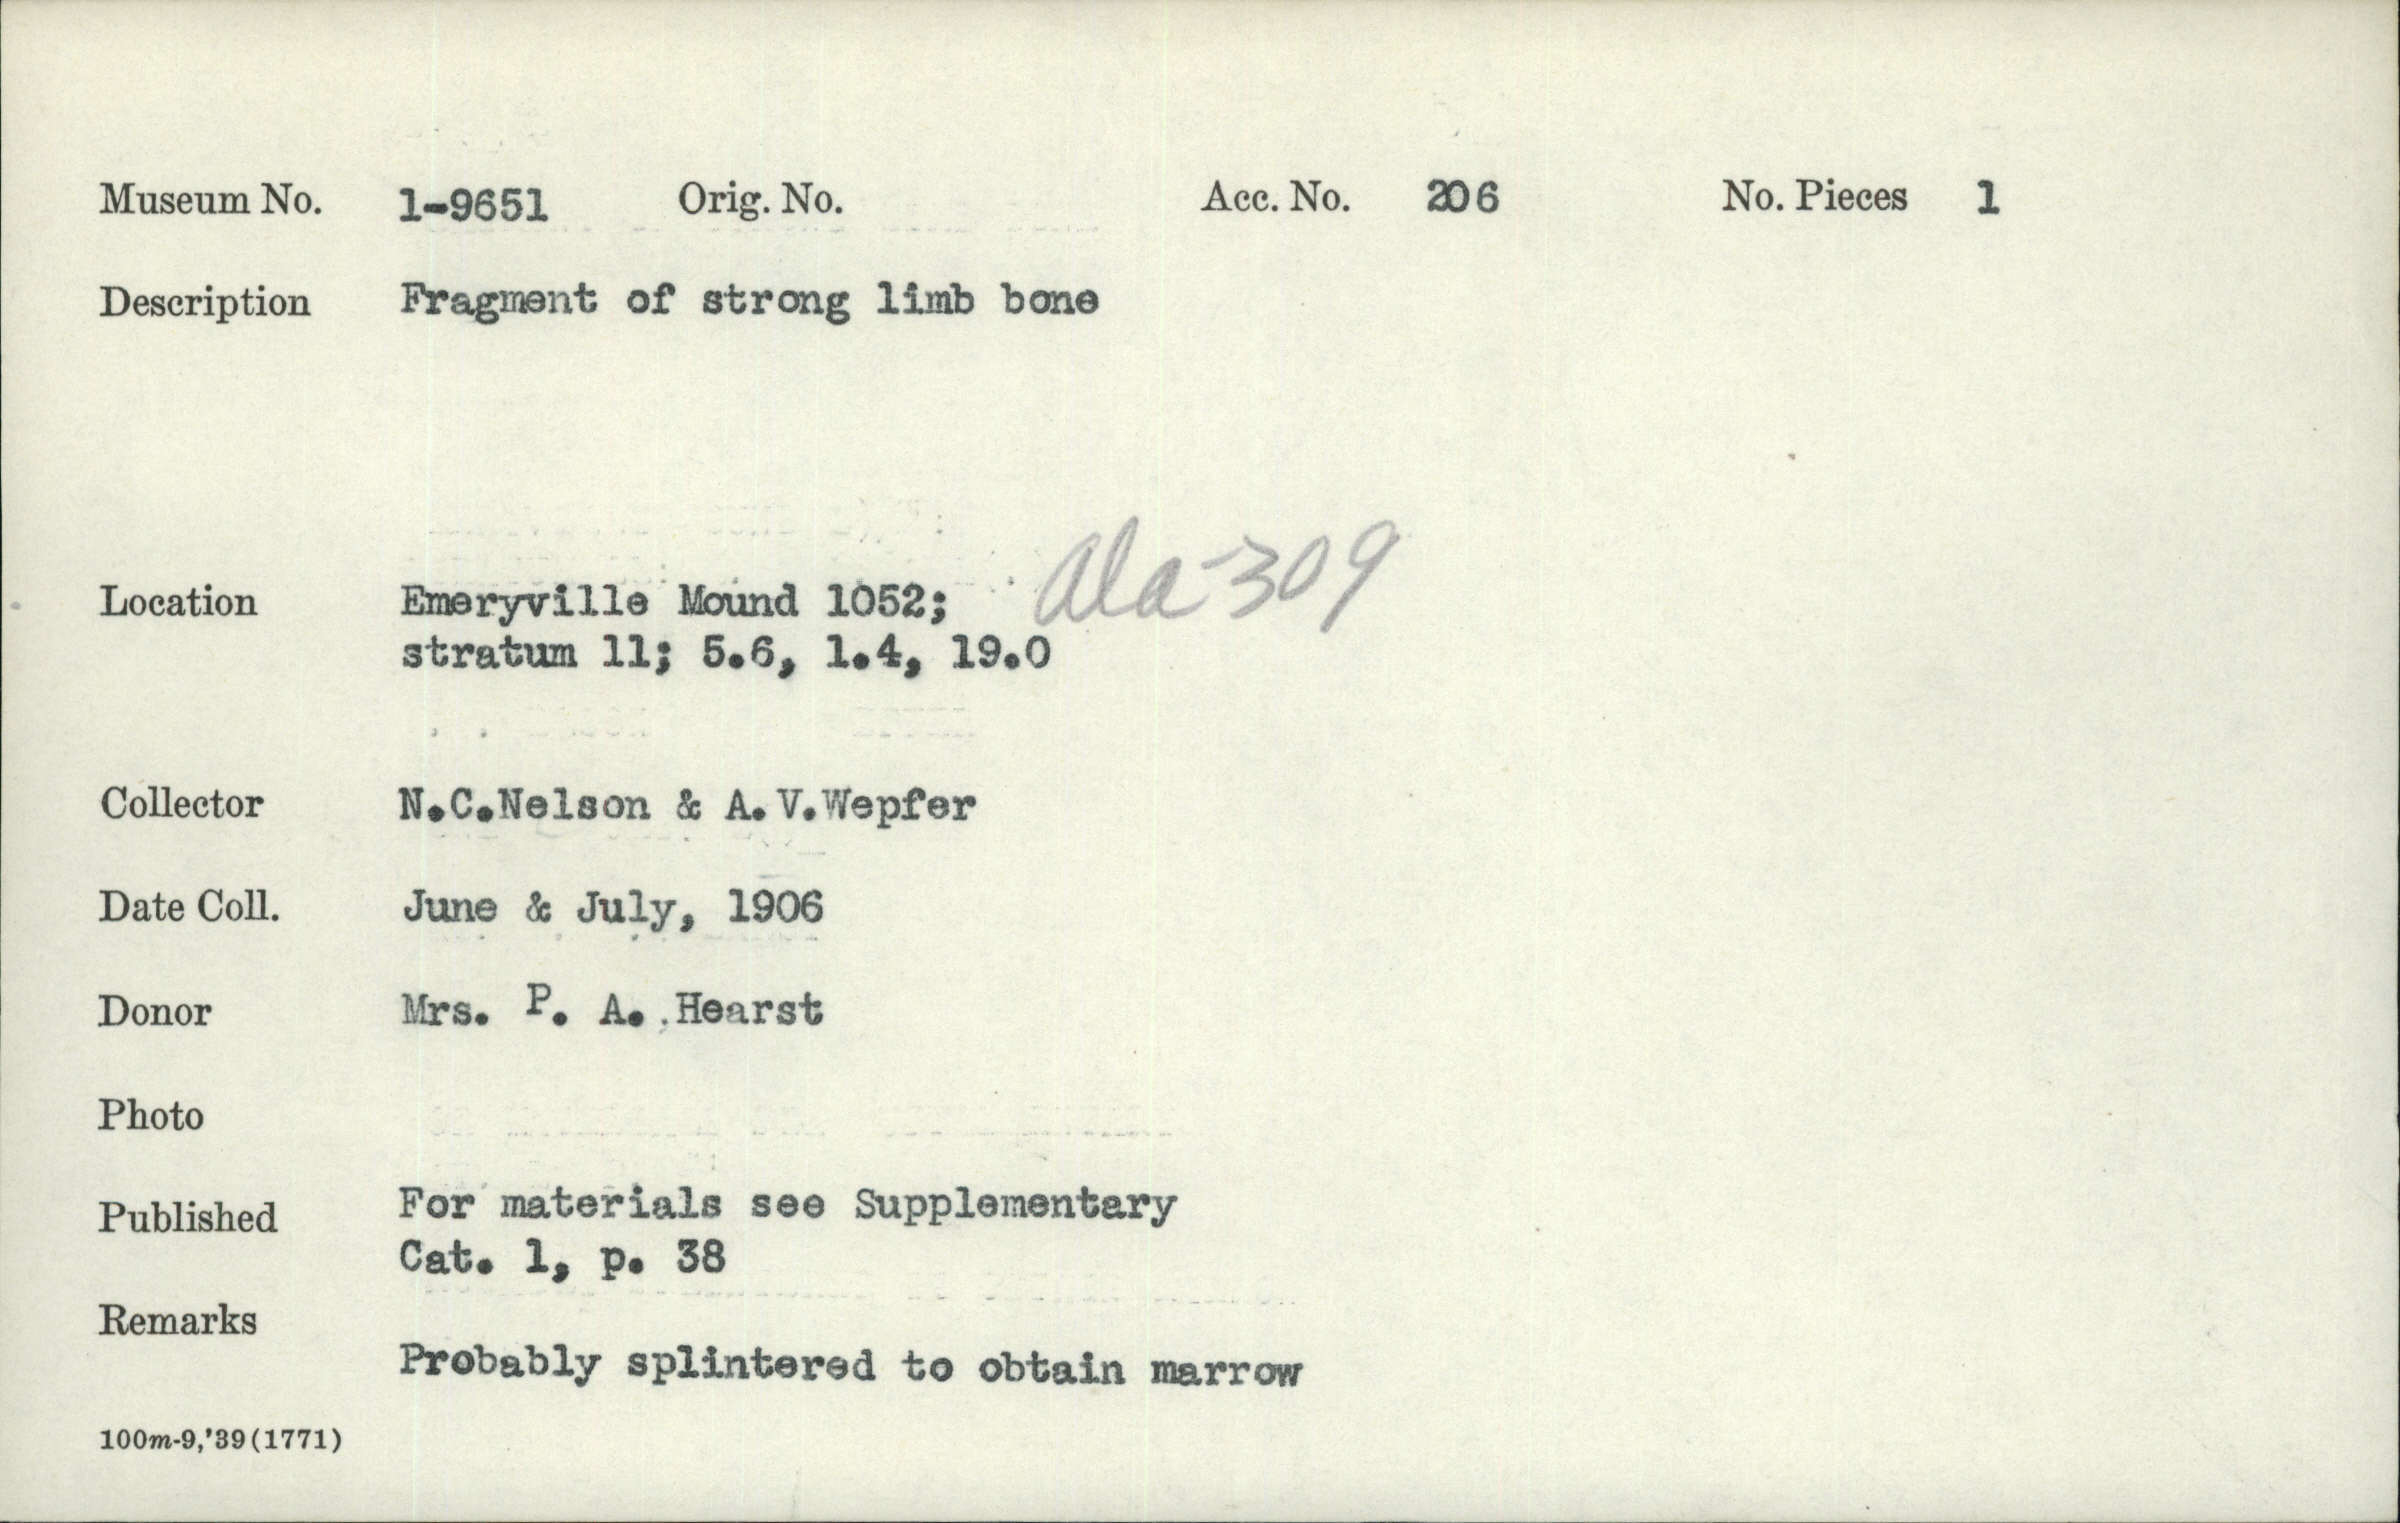 Museum No. 1-9651 Orig. No. Acc. No. 206 No. Pieces 1
Description Fragment of strong limb bone
Ala-309
Location Emeryville Mound 1052;
stratum 11; 5.6, 1.4, 19.0
Collector N.C.Nelson & A.V.Wepfer
Date Coll. June & July, 1906
Donor Mrs. P. A. Hearst
Photo
Published For materials see Supplementary
Cat. 1, p. 38
Remarks
Probably splintered to obtain marrow
100m-9,'39(1771)